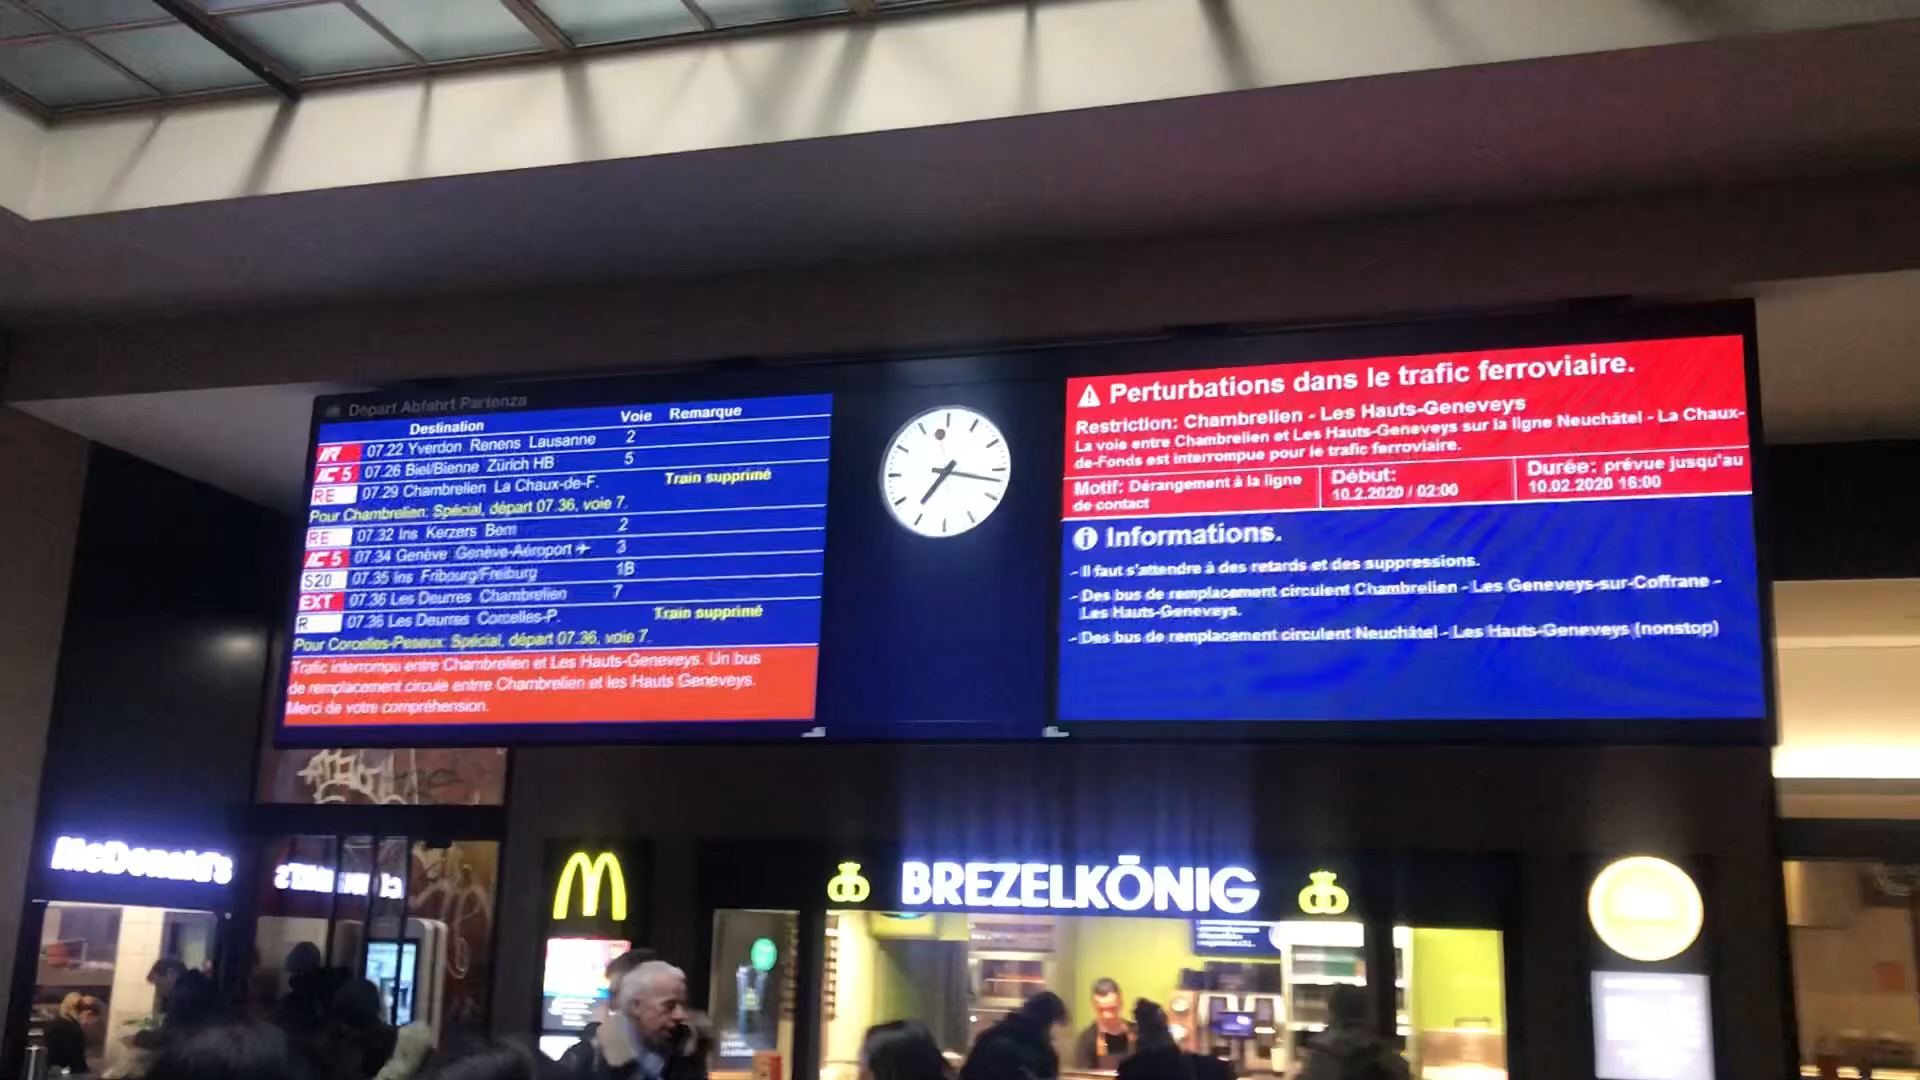 Départ Abfahrt Partenza
Destination Voie Remarque
IR 07.22 Yverdon Renens Lausanne 2
IC 5 07.26 Biel/Bienne Zürich HB 5
RE 07.29 Chambrelien La Chaux-de-F. Train supprimé
Pour Chambrelien: Spécial, départ 07.36, voie 7.
RE 07.32 Ins Kerzers Bern 2
IC 5 07.34 Genève Genève-Aéroport 3
S20 07.35 Ins Fribourg/Freiburg 1B
EXT 07.36 Les Deurres Chambrelien 7
R 07.36 Les Deurres Corcelles-P. Train supprimé
Pour Corcelles-Peseux: Spécial, départ 07.36, voie 7.
Trafic interrompu entre Chambrelien et Les Hauts-Geneveys. Un bus
de remplacement circule entrre Chambrelien et les Hauts Geneveys.
Merci de votre compréhension.
Perturbations dans le trafic ferroviaire.
Restriction: Chambrelien - Les Hauts-Geneveys
La voie entre Chambrelien et Les Hauts-Geneveys sur la ligne Neuchâtel - La Chaux-
de-Fonds est interrompue pour le trafic ferroviaire.
Motif: Dérangement à la ligne
de contact
Début:
10.2.2020 / 02:00
Durée: prévue jusqu'au
10.02.2020 16:00
Informations.
- Il faut s'attendre à des retards et des suppressions.
- Des bus de remplacement circulent Chambrelien - Les Geneveys-sur-Coffrane -
Les Hauts-Geneveys.
- Des bus de remplacement circulent Neuchâtel - Les Hauts-Geneveys (nonstop)
McDonald's
BREZELKÖNIG